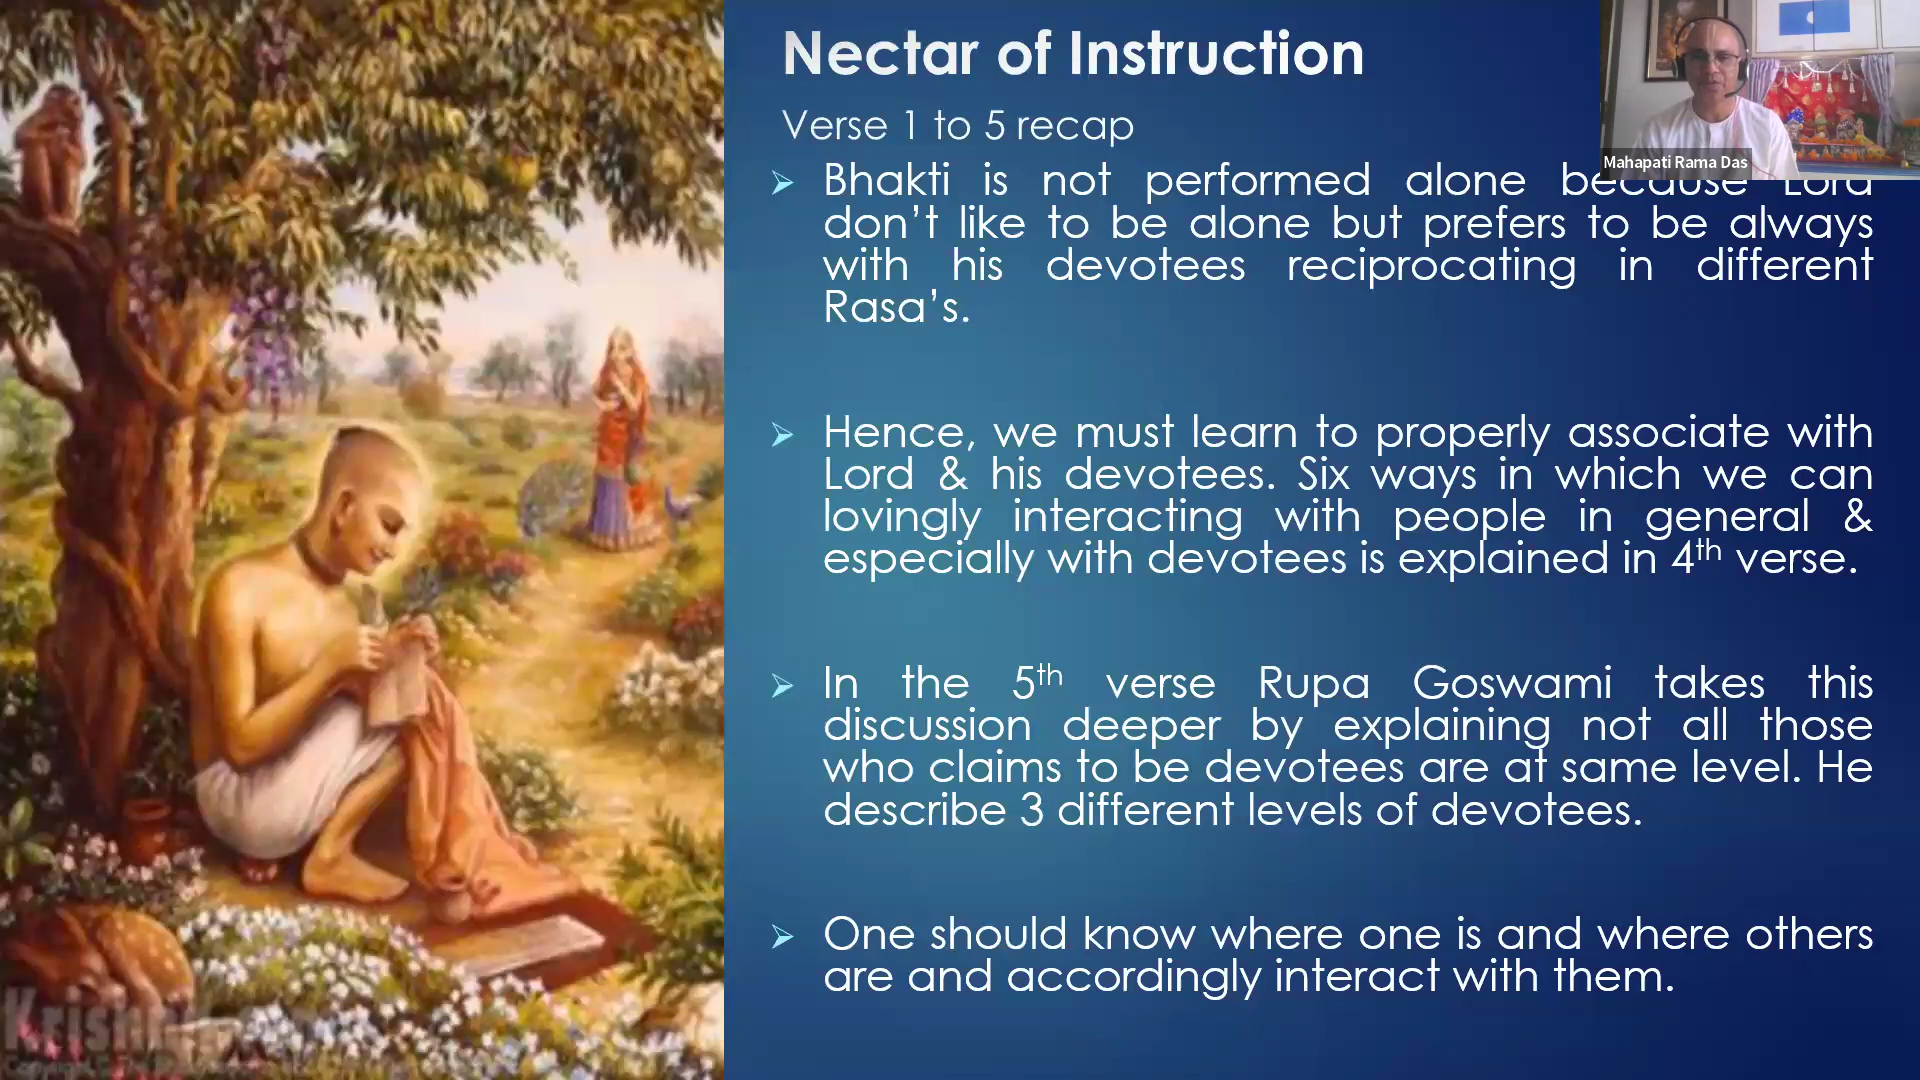 Nectar of Instruction
Mahapati Rama Das
Verse 1 to 5 recap
Bhakti is not performed alone because Lord
don't like to be alone but prefers to be always
with his devotees reciprocating in different
Rasa's.
Hence, we must learn to properly associate with
Lord & his devotees. Six ways in which we can
lovingly interacting with people in general &
especially with devotees is explained in 4th verse.
In the 5th verse Rupa Goswami takes this
discussion deeper by explaining not all those
who claims to be devotees are at same level. He
describe 3 different levels of devotees.
One should know where one is and where others
are and accordingly interact with them.